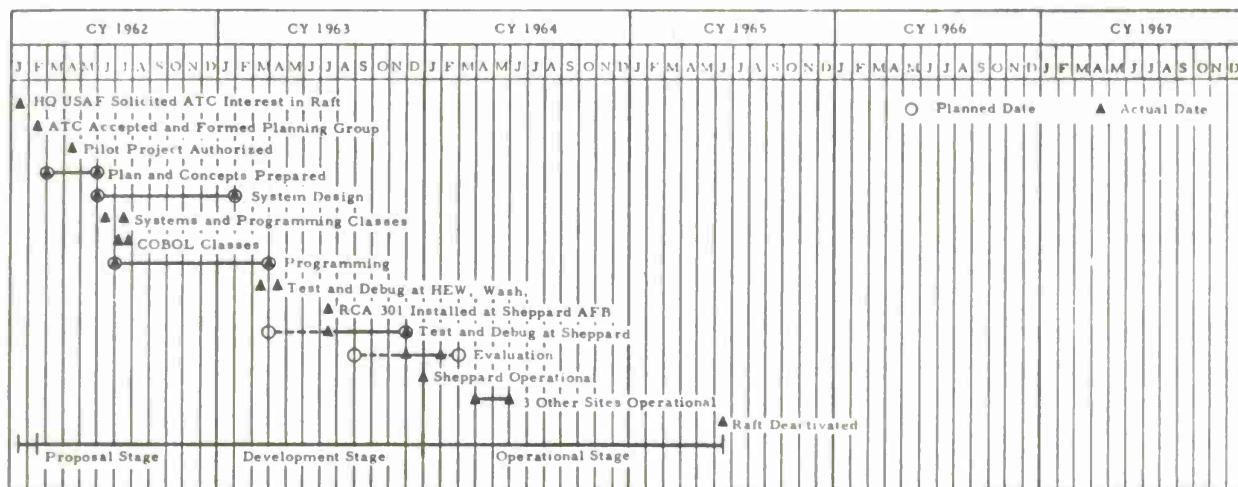 CY 1962 CY 1963 CY 1964 CY 1965 CY 1966 CY 1967
J F M A M J J A S O N D J F M A M J J A S O N D J F M A M J J A S O N D J F M A M J J A S O N D J F M A M J J A S O N D J F M A M J J A S O N D
HQ USAF Solicited ATC Interest in Raft
Planned Date Actual Date
ATC Accepted and Formed Planning Group
Pilot Project Authorized
Plan and Concepts Prepared
System Design
Systems and Programming Classes
COBOL Classes
Programming
Test and Debug at HEW, Wash.
RCA 301 Installed at Sheppard AFB
Test and Debug at Sheppard
Evaluation
Sheppard Operational
3 Other Sites Operational
Raft Deactivated
Proposal Stage Development Stage Operational Stage